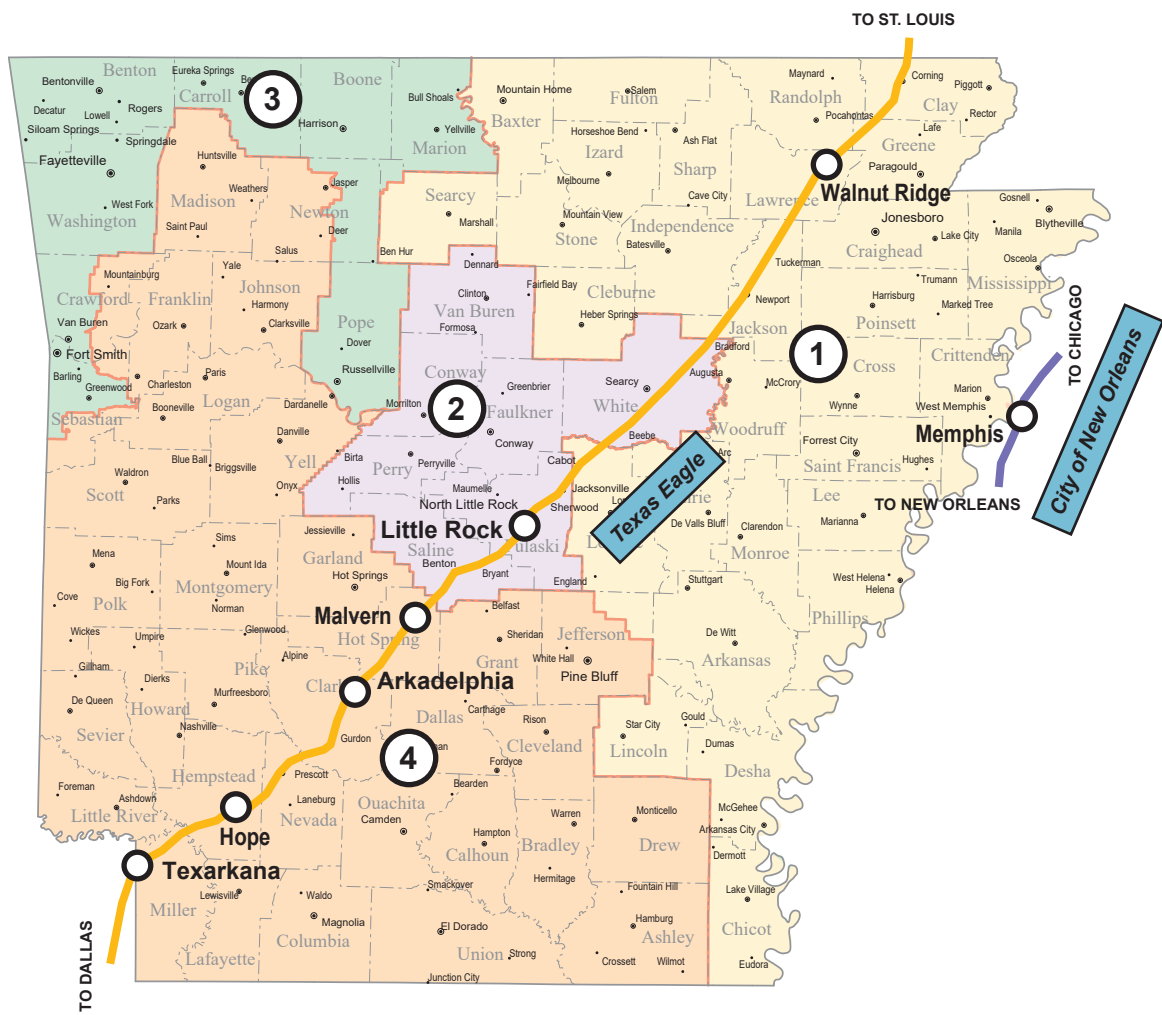 TO ST. LOUIS
Benton
Eureka Springs
Boone
Maynard
Corning
Piggott
Bentonville
Carroll
3
Bull Shoals
Mountain Home
Salem
Fulton
Randolph
Clay
Decatur
Rogers
Lowell
Harrison
Yellville
Baxter
Pocahontas
Rector
Siloam Springs
Springdale
Marion
Horseshoe Bend
Ash Flat
Lafe
Greene
Fayetteville
Huntsville
Izard
Sharp
Paragould
Weathers
Jasper
Searcy
Melbourne
Walnut Ridge
Madison
Newton
Cave City
Lawrence
West Fork
Marshall
Mountain View
Independence
Jonesboro
Gosnell
Blytheville
Washington
Saint Paul
Deer
Stone
Batesville
Craighead
Lake City
Manila
Salus
Ben Hur
Dennard
Tuckerman
Osceola
Mountainburg
Yale
Johnson
Clinton
Fairfield Bay
Cleburne
Newport
Trumann
Mississippi
Crawford
Franklin
Harmony
Van Buren
Heber Springs
Harrisburg
Marked Tree
TO CHICAGO
Van Buren
Ozark
Clarksville
Pope
Formosa
Jackson
Poinsett
Fort Smith
Dover
Bradford
1
Crittenden
City of New Orleans
Barling
Paris
Russellville
Conway
Searcy
Augusta
Cross
Greenwood
Charleston
Greenbrier
McCrory
Marion
Booneville
Logan
Dardanelle
Morrilton
2
Faulkner
White
Wynne
West Memphis
Sebastian
Danville
Conway
Beebe
Woodruff
Memphis
Forrest City
Waldron
Blue Ball
Briggsville
Yell
Birta
Perry
Perryville
Cabot
Texas Eagle
Saint Francis
Hughes
Scott
Parks
Onyx
Hollis
Maumelle
Jacksonville
Lee
North Little Rock
Sherwood
TO NEW ORLEANS
Jessieville
Little Rock
De Valls Bluff
Clarendon
Marianna
Sims
Garland
Saline
Monroe
Mena
Mount Ida
Hot Springs
Benton
Bryant
England
Big Fork
Montgomery
Stuttgart
West Helena
Helena
Cove
Polk
Norman
Malvern
Belfast
Phillips
Wickes
Umpire
Glenwood
Hot Spring
Sheridan
Jefferson
De Witt
Gillham
Alpine
Grant
White Hall
Arkansas
Dierks
Pike
Arkadelphia
Pine Bluff
De Queen
Howard
Murfreesboro
Carthage
Dallas
Rison
Star City
Gould
Sevier
Nashville
Gurdon
4
Cleveland
Lincoln
Dumas
Hempstead
Prescott
Fordyce
Desha
Foreman
Ashdown
Laneburg
Ouachita
Bearden
Little River
Hope
Nevada
Camden
Warren
Monticello
McGehee
Hampton
Arkansas City
Texarkana
Calhoun
Bradley
Drew
Dermott
Hermitage
Lewisville
Waldo
Smackover
Fountain Hill
Lake Village
Miller
Magnolia
El Dorado
Hamburg
Chicot
TO DALLAS
Columbia
Union
Strong
Ashley
Lafayette
Crossett
Wilmot
Eudora
Junction City